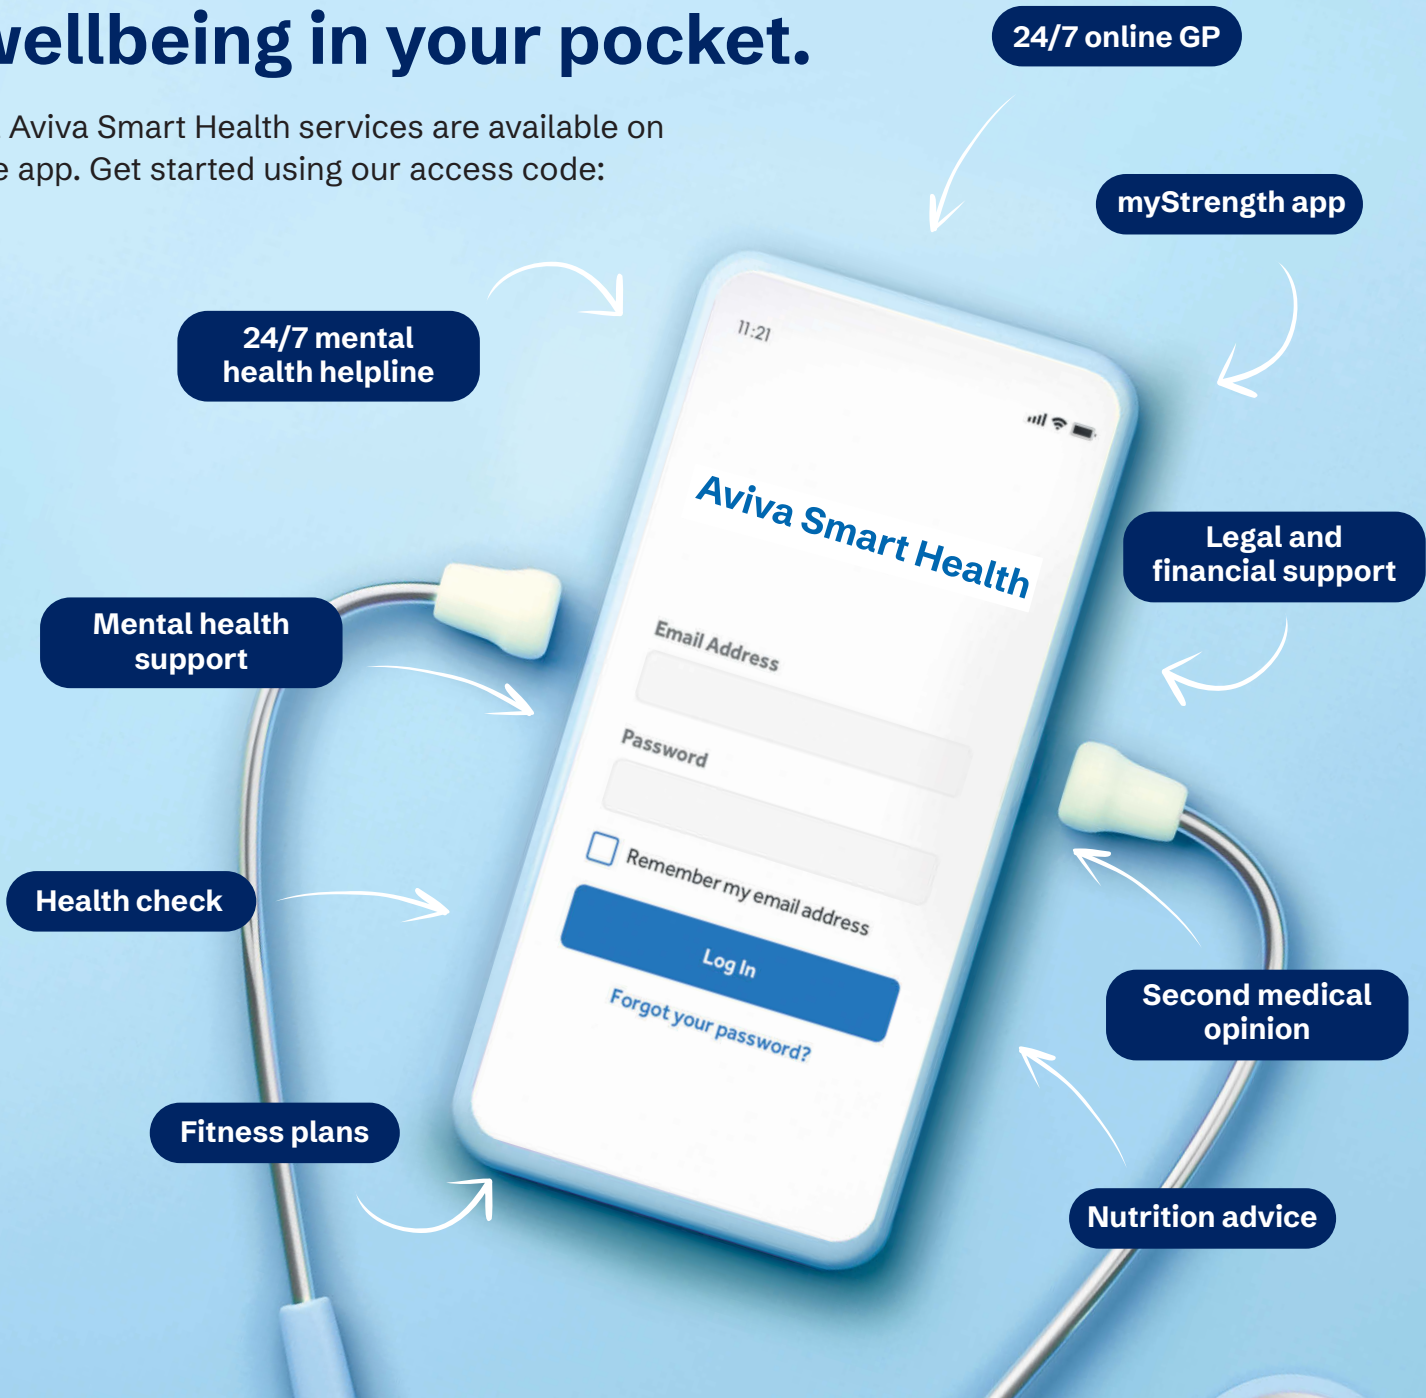 wellbeing in your pocket.
Aviva Smart Health services are available on
app. Get started using our access code:
24/7 online GP
myStrength app
24/7 mental
health helpline
11:21
Aviva Smart Health
Legal and
financial support
Mental health
support
Email Address
Password
Remember my email address
Health check
Log In
Forgot your password?
Second medical
opinion
Fitness plans
Nutrition advice